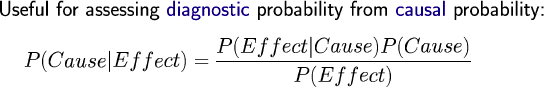 Useful for assessing diagnostic probability from causal probability:
P(Cause|Effect) = P(Effect|Cause)P(Cause) / P(Effect)